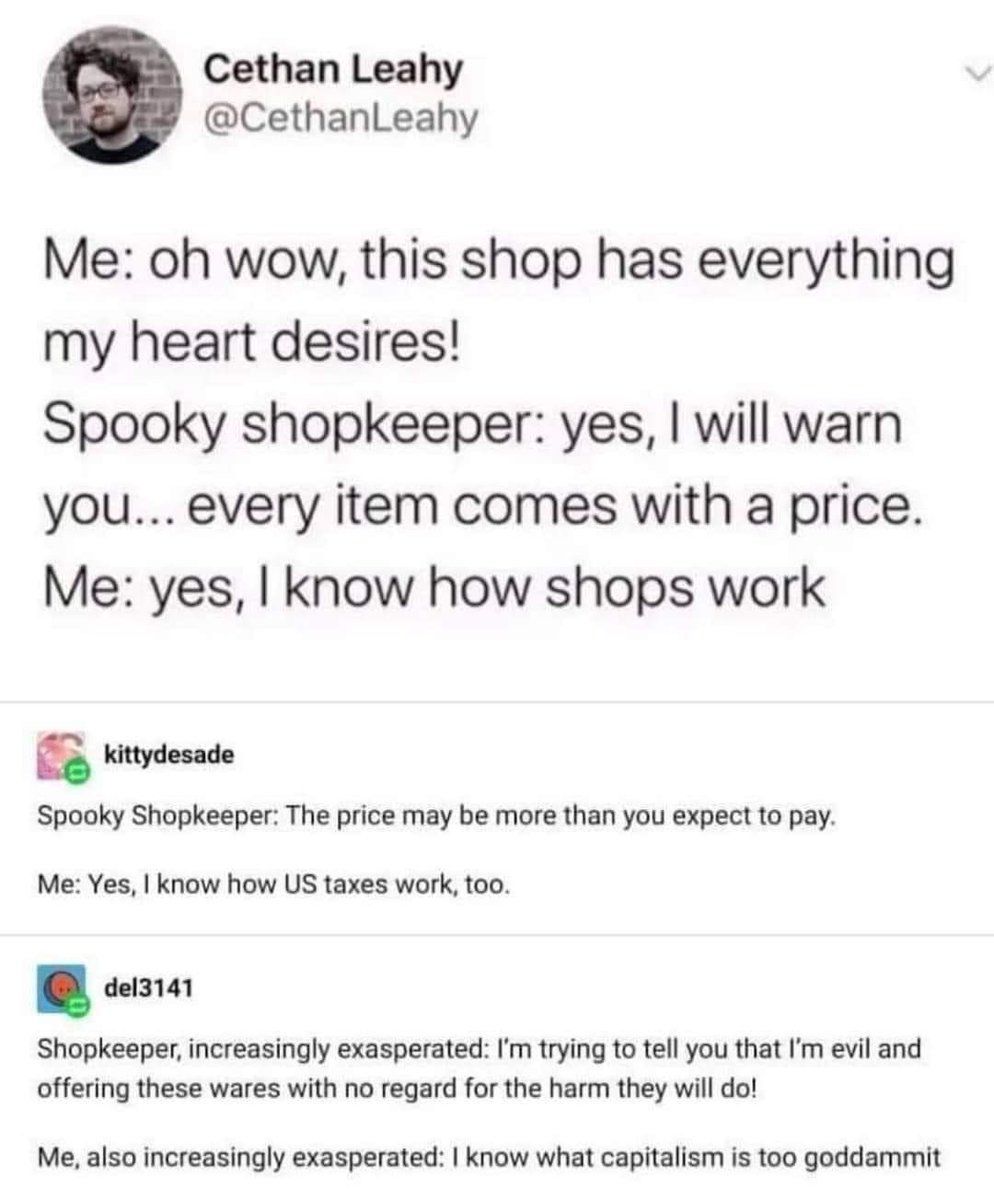 Cethan Leahy
@CethanLeahy
Me: oh wow, this shop has everything
my heart desires!
Spooky shopkeeper: yes, I will warn
you... every item comes with a price.
Me: yes, I know how shops work
kittydesade
Spooky Shopkeeper: The price may be more than you expect to pay.
Me: Yes, I know how US taxes work, too.
del3141
Shopkeeper, increasingly exasperated: I'm trying to tell you that I'm evil and
offering these wares with no regard for the harm they will do!
Me, also increasingly exasperated: I know what capitalism is too goddammit